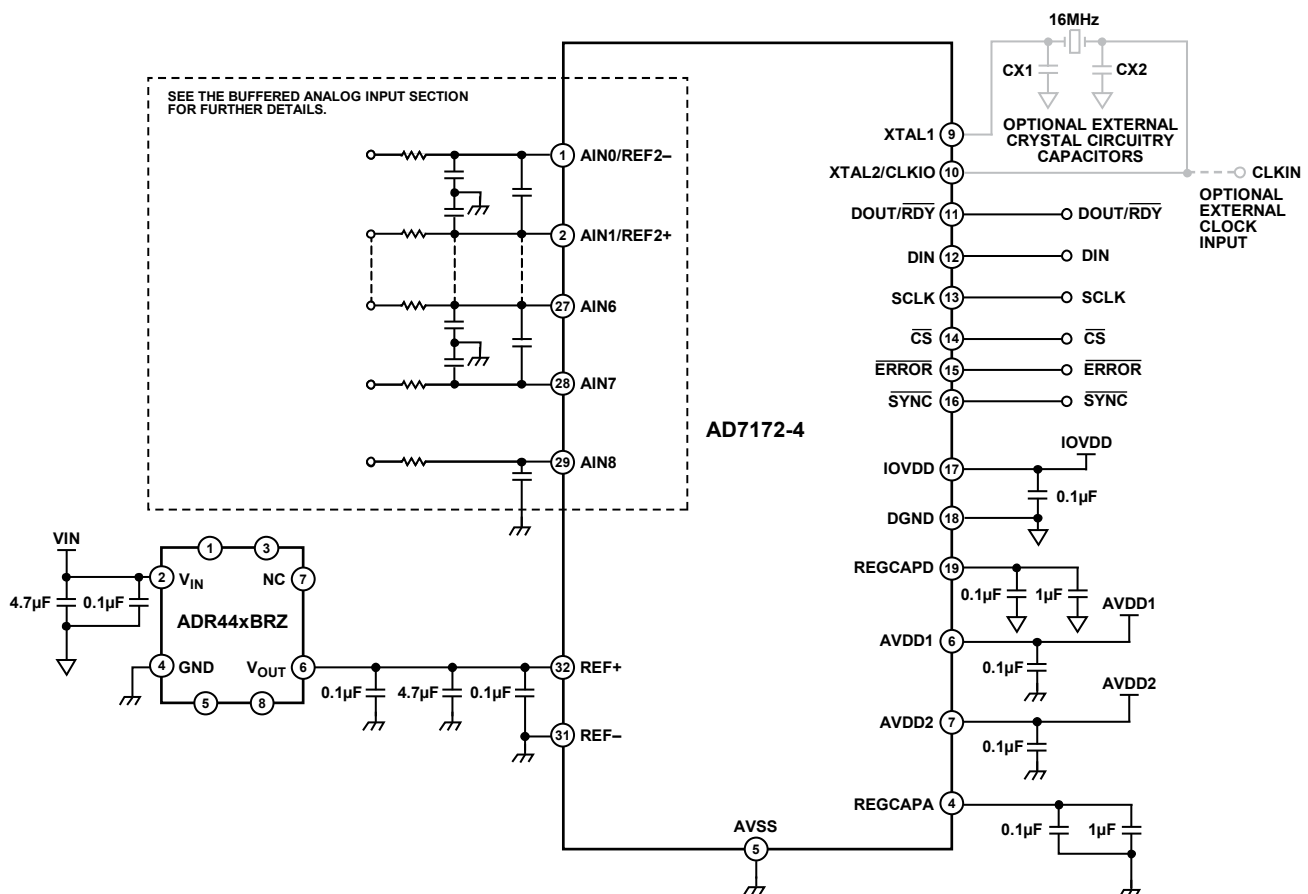 16MHz
CX1
CX2
SEE THE BUFFERED ANALOG INPUT SECTION
FOR FURTHER DETAILS.
XTAL1
9
OPTIONAL EXTERNAL
CRYSTAL CIRCUITRY
CAPACITORS
1
AIN0/REF2–
XTAL2/CLKIO
10
CLKIN
OPTIONAL
EXTERNAL
CLOCK
INPUT
DOUT/RDY
11
DOUT/RDY
2
AIN1/REF2+
DIN
12
DIN
SCLK
13
SCLK
27
AIN6
CS
14
CS
ERROR
15
ERROR
28
AIN7
SYNC
16
SYNC
AD7172-4
IOVDD
29
AIN8
IOVDD
17
0.1µF
DGND
18
VIN
1
3
2
VIN
NC
7
4.7µF
0.1µF
ADR44xBRZ
4
GND
VOUT
6
5
8
REGCAPD
19
0.1µF
1µF
AVDD1
AVDD1
6
0.1µF
32
REF+
0.1µF
4.7µF
0.1µF
AVDD2
AVDD2
7
0.1µF
31
REF–
REGCAPA
4
0.1µF
1µF
AVSS
5